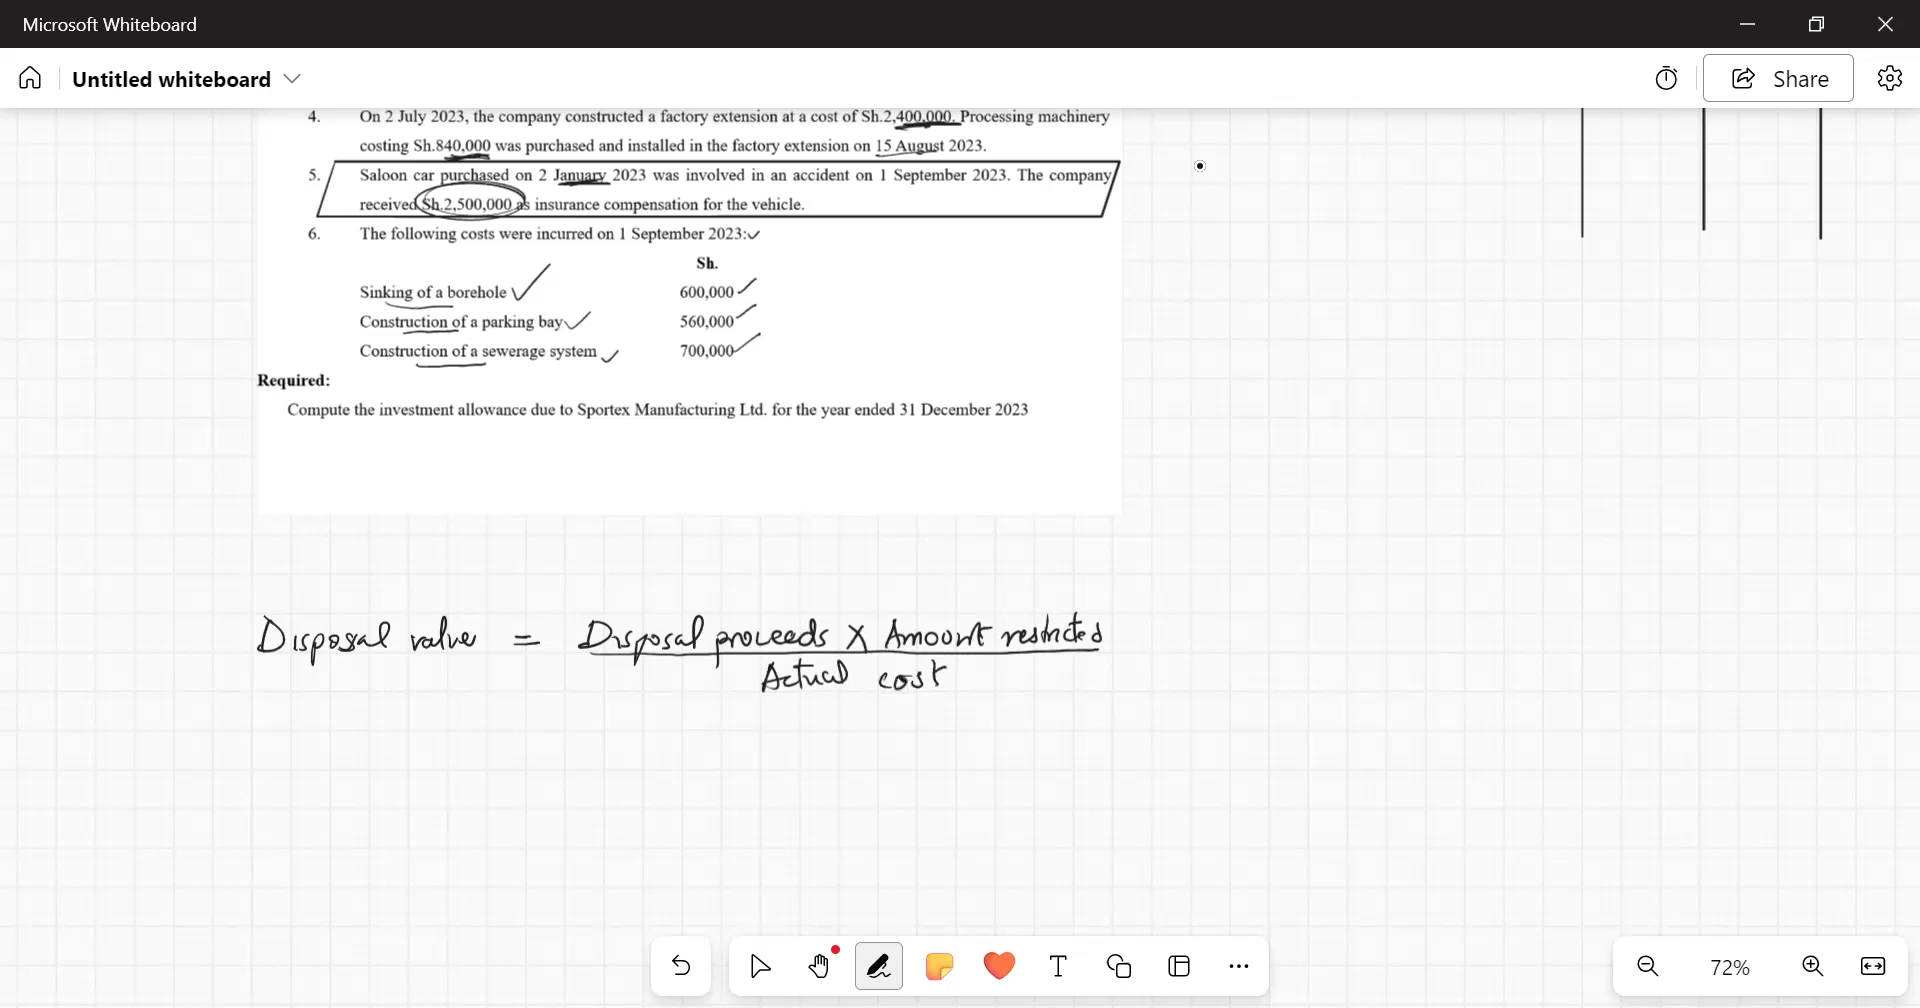 Microsoft Whiteboard
Untitled whiteboard
Share
4. On 2 July 2023, the company constructed a factory extension at a cost of Sh.2,400,000. Processing machinery
costing Sh.840,000 was purchased and installed in the factory extension on 15 August 2023.
5. Saloon car purchased on 2 January 2023 was involved in an accident on 1 September 2023. The company
received Sh.2,500,000 as insurance compensation for the vehicle.
6. The following costs were incurred on 1 September 2023:
Sh.
Sinking of a borehole 600,000
Construction of a parking bay 560,000
Construction of a sewerage system 700,000
Required:
Compute the investment allowance due to Sportex Manufacturing Ltd. for the year ended 31 December 2023
Disposal value = Disposal proceeds X Amount restricted
Actual cost
72%